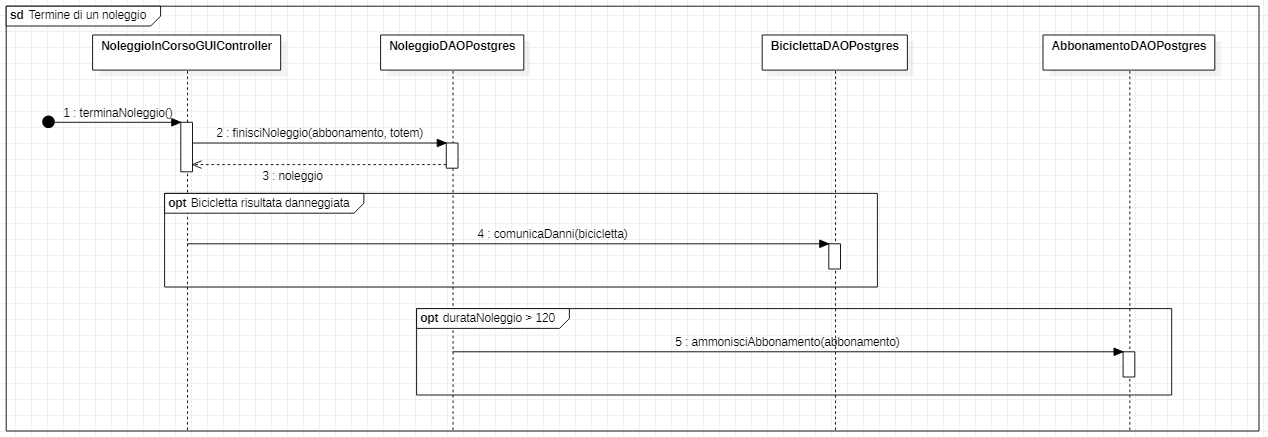 sd Termine di un noleggio
NoleggioInCorsoGUIController
NoleggioDAOPostgres
BiciclettaDAOPostgres
AbbonamentoDAOPostgres
1 : terminaNoleggio()
2 : finisciNoleggio(abbonamento, totem)
3 : noleggio
opt Bicicletta risultata danneggiata
4 : comunicaDanni(bicicletta)
opt durataNoleggio > 120
5 : ammonisciAbbonamento(abbonamento)